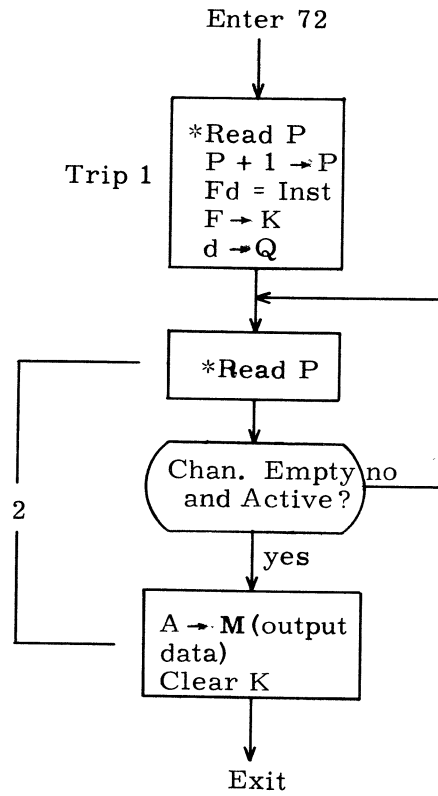 Enter 72
Trip 1
*Read P
P + 1 → P
Fd = Inst
F → K
d → Q
*Read P
Chan. Empty
and Active?
no
2
yes
A → M (output
data)
Clear K
Exit